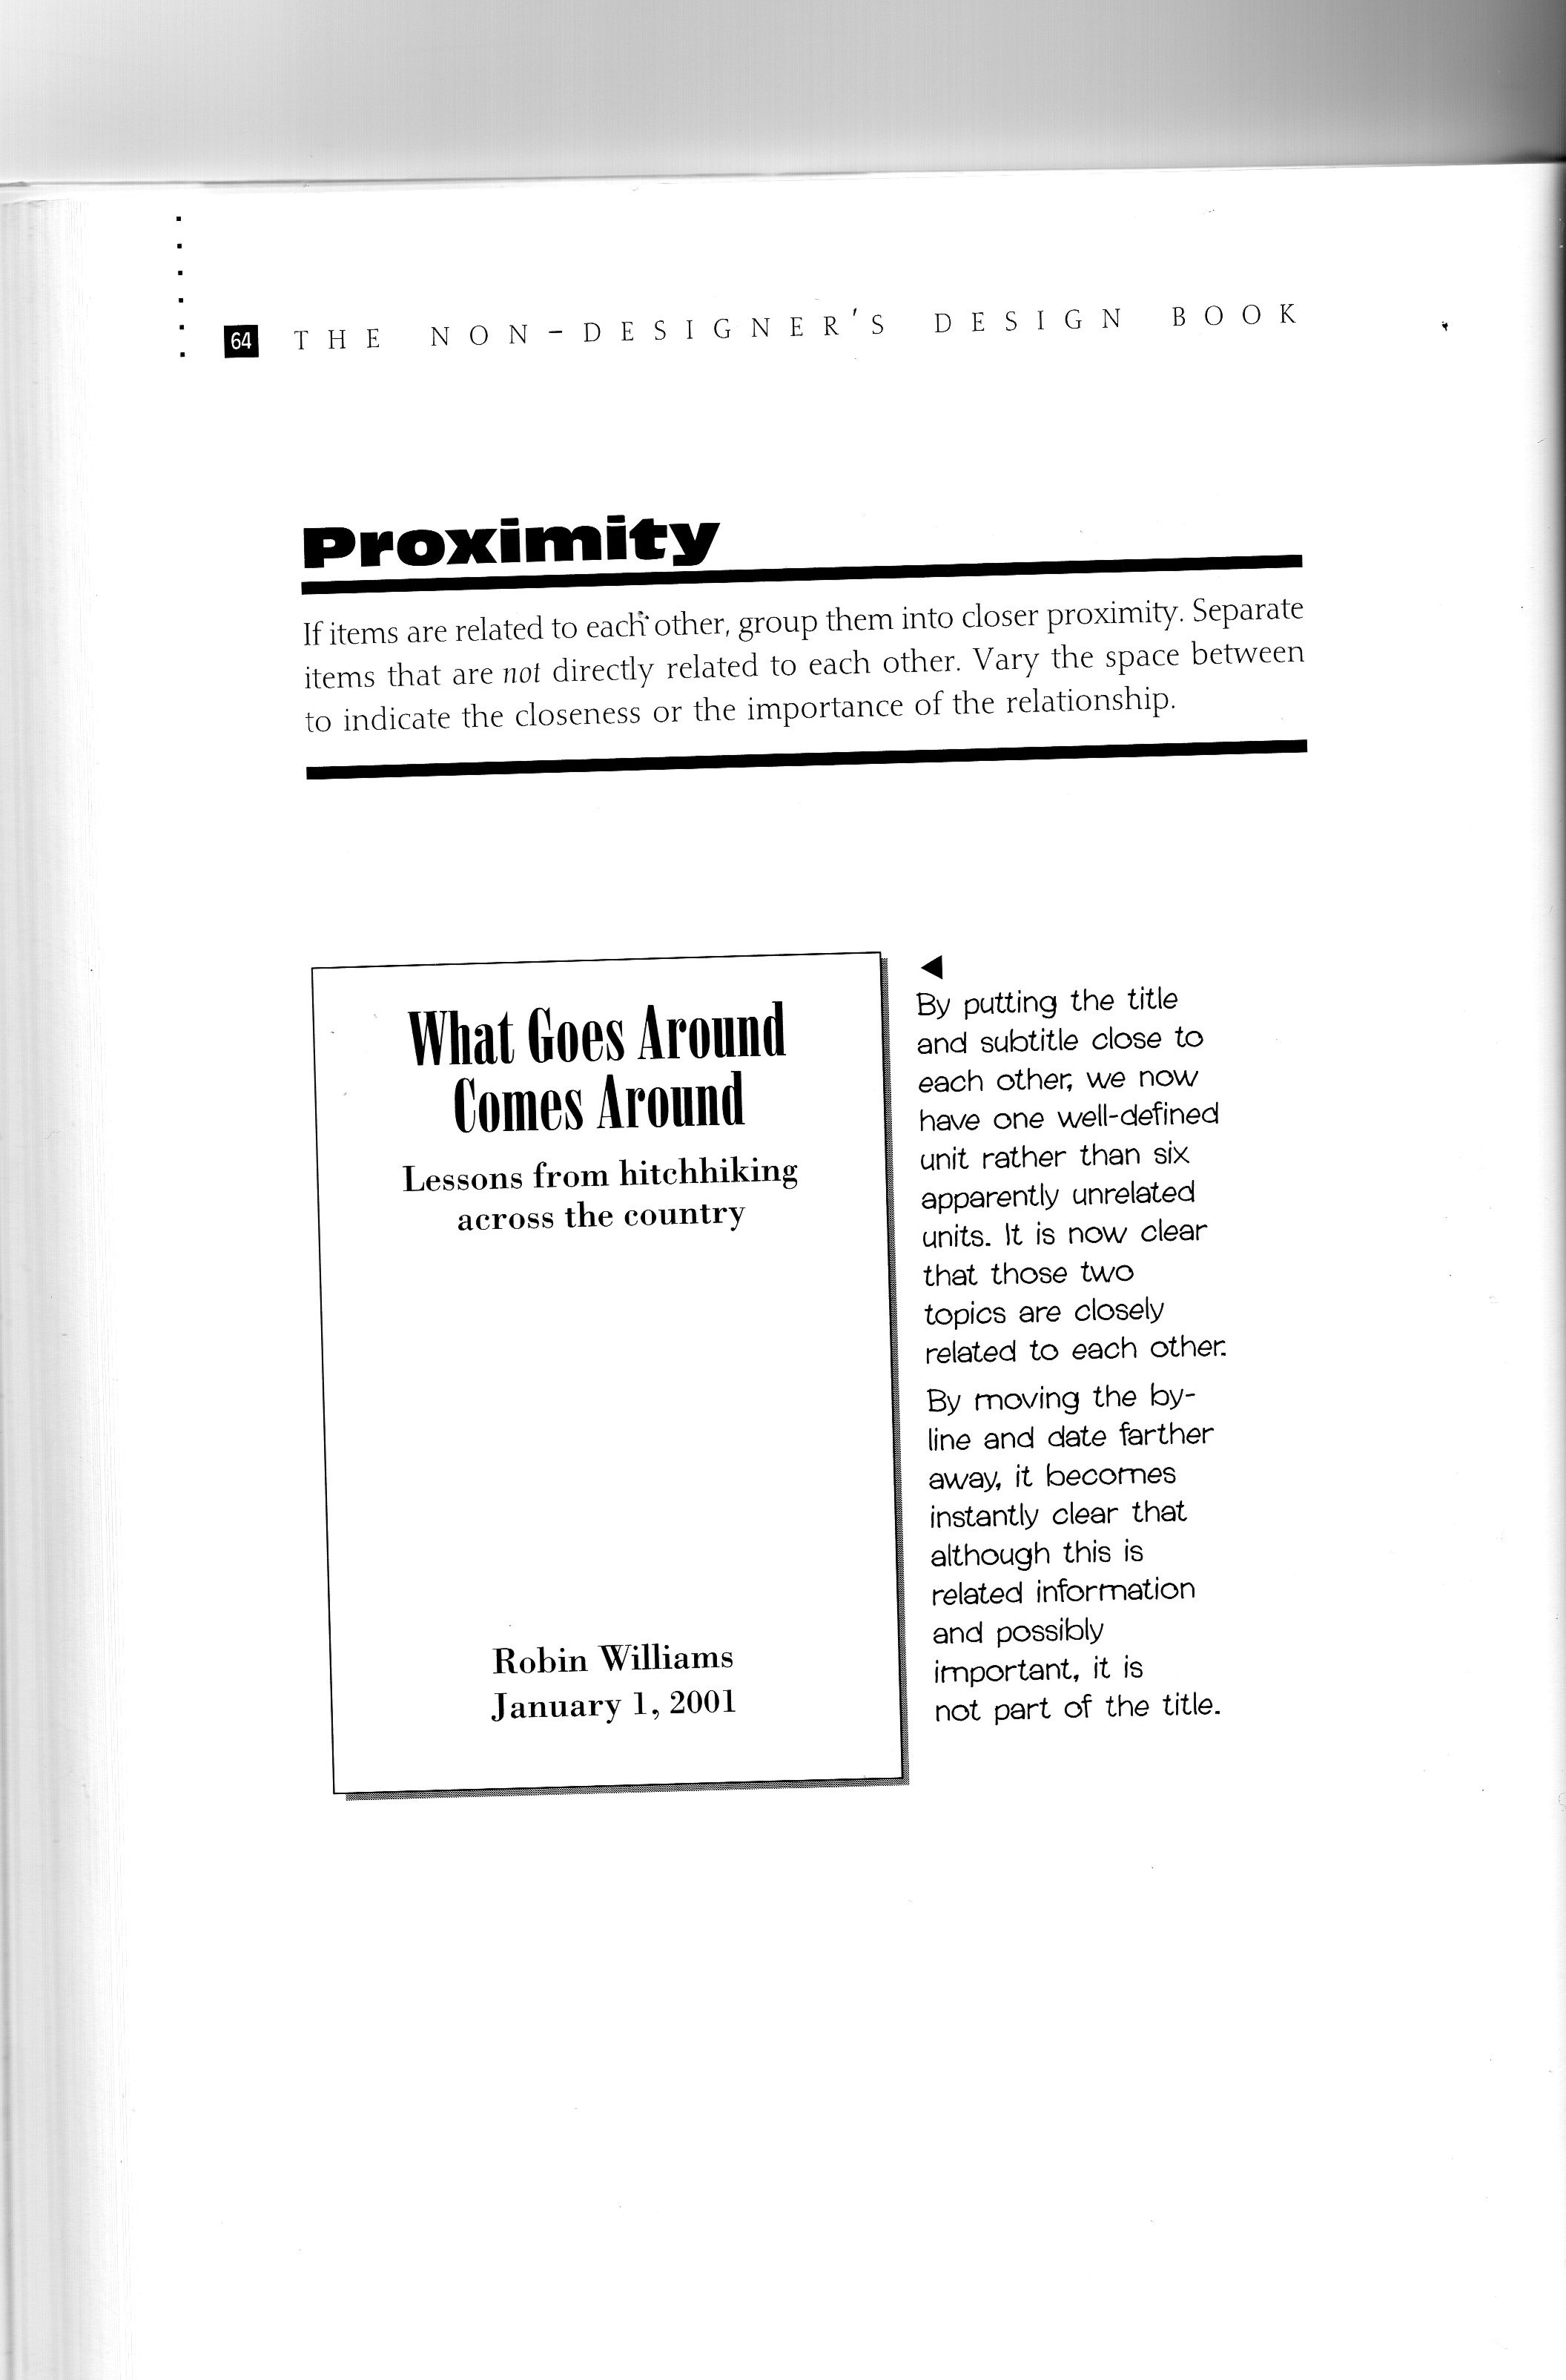 64 THE NON-DESIGNER'S DESIGN BOOK
Proximity
If items are related to each other, group them into closer proximity. Separate
items that are not directly related to each other. Vary the space between
to indicate the closeness or the importance of the relationship.
What Goes Around
Comes Around
Lessons from hitchhiking
across the country
Robin Williams
January 1, 2001
By putting the title
and subtitle close to
each other, we now
have one well-defined
unit rather than six
apparently unrelated
units. It is now clear
that those two
topics are closely
related to each other.
By moving the by-
line and date farther
away, it becomes
instantly clear that
although this is
related information
and possibly
important, it is
not part of the title.